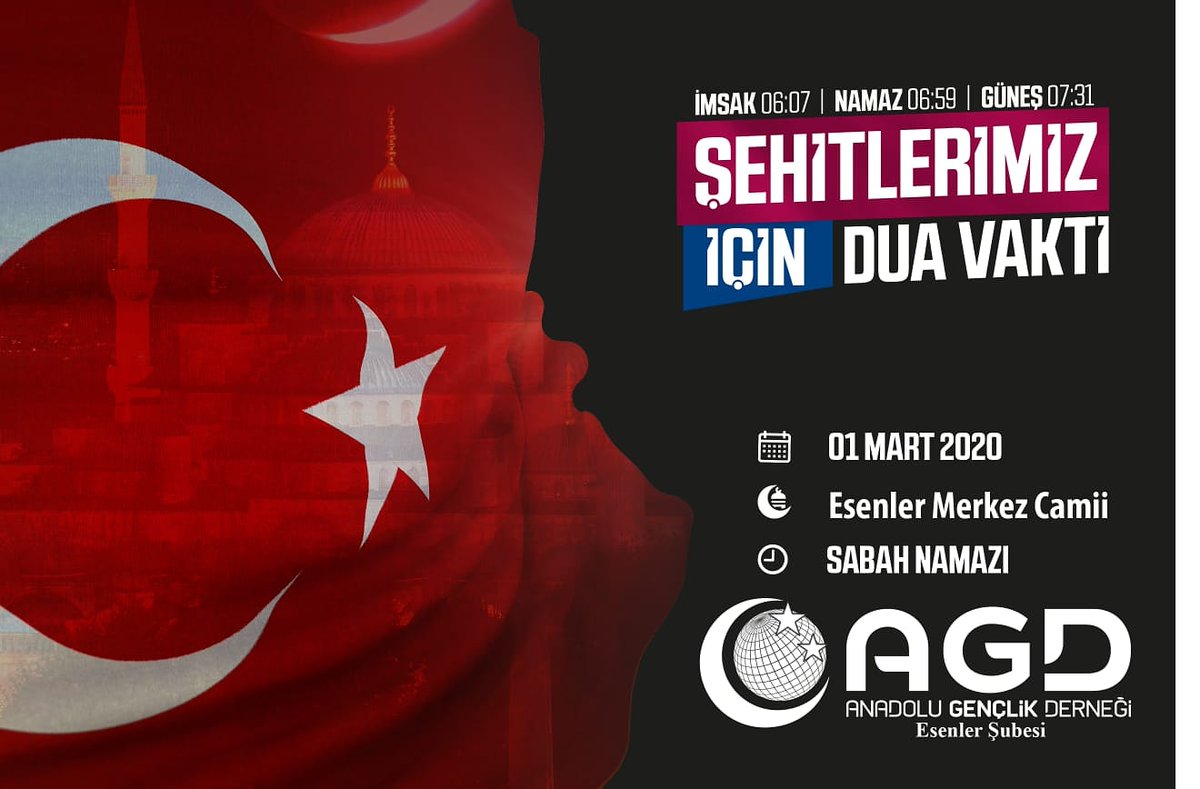 İMSAK 06:07 | NAMAZ 06:59 | GÜNEŞ 07:31
ŞEHİTLERİMİZ
İÇİN DUA VAKTİ
01 MART 2020
Esenler Merkez Camii
SABAH NAMAZI
AGD
ANADOLU GENÇLİK DERNEĞİ
Esenler Şubesi